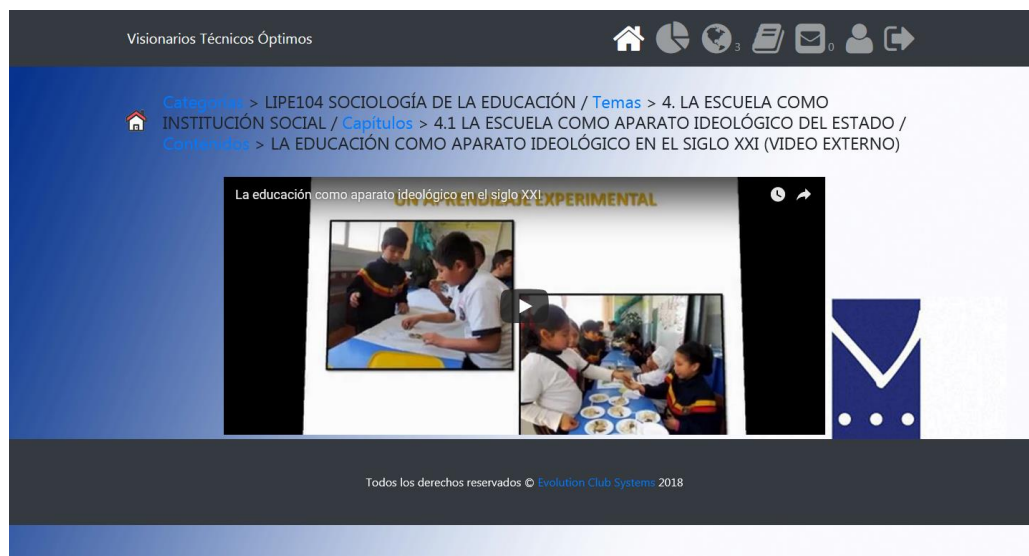 Visionarios Técnicos Óptimos
3
0
Categorías > LIPE104 SOCIOLOGÍA DE LA EDUCACIÓN / Temas > 4. LA ESCUELA COMO
INSTITUCIÓN SOCIAL / Capítulos > 4.1 LA ESCUELA COMO APARATO IDEOLÓGICO DEL ESTADO /
Contenidos > LA EDUCACIÓN COMO APARATO IDEOLÓGICO EN EL SIGLO XXI (VIDEO EXTERNO)
La educación como aparato ideológico en el siglo XXI
UN APRENDIZAJE EXPERIMENTAL
Todos los derechos reservados © Evolution Club Systems 2018